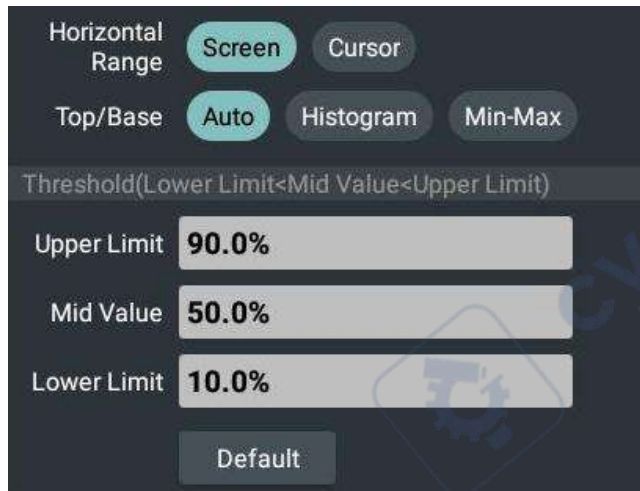 Horizontal
Range
Screen
Cursor
Top/Base
Auto
Histogram
Min-Max
Threshold(Lower Limit<Mid Value<Upper Limit)
Upper Limit
90.0%
Mid Value
50.0%
Lower Limit
10.0%
Default
CY